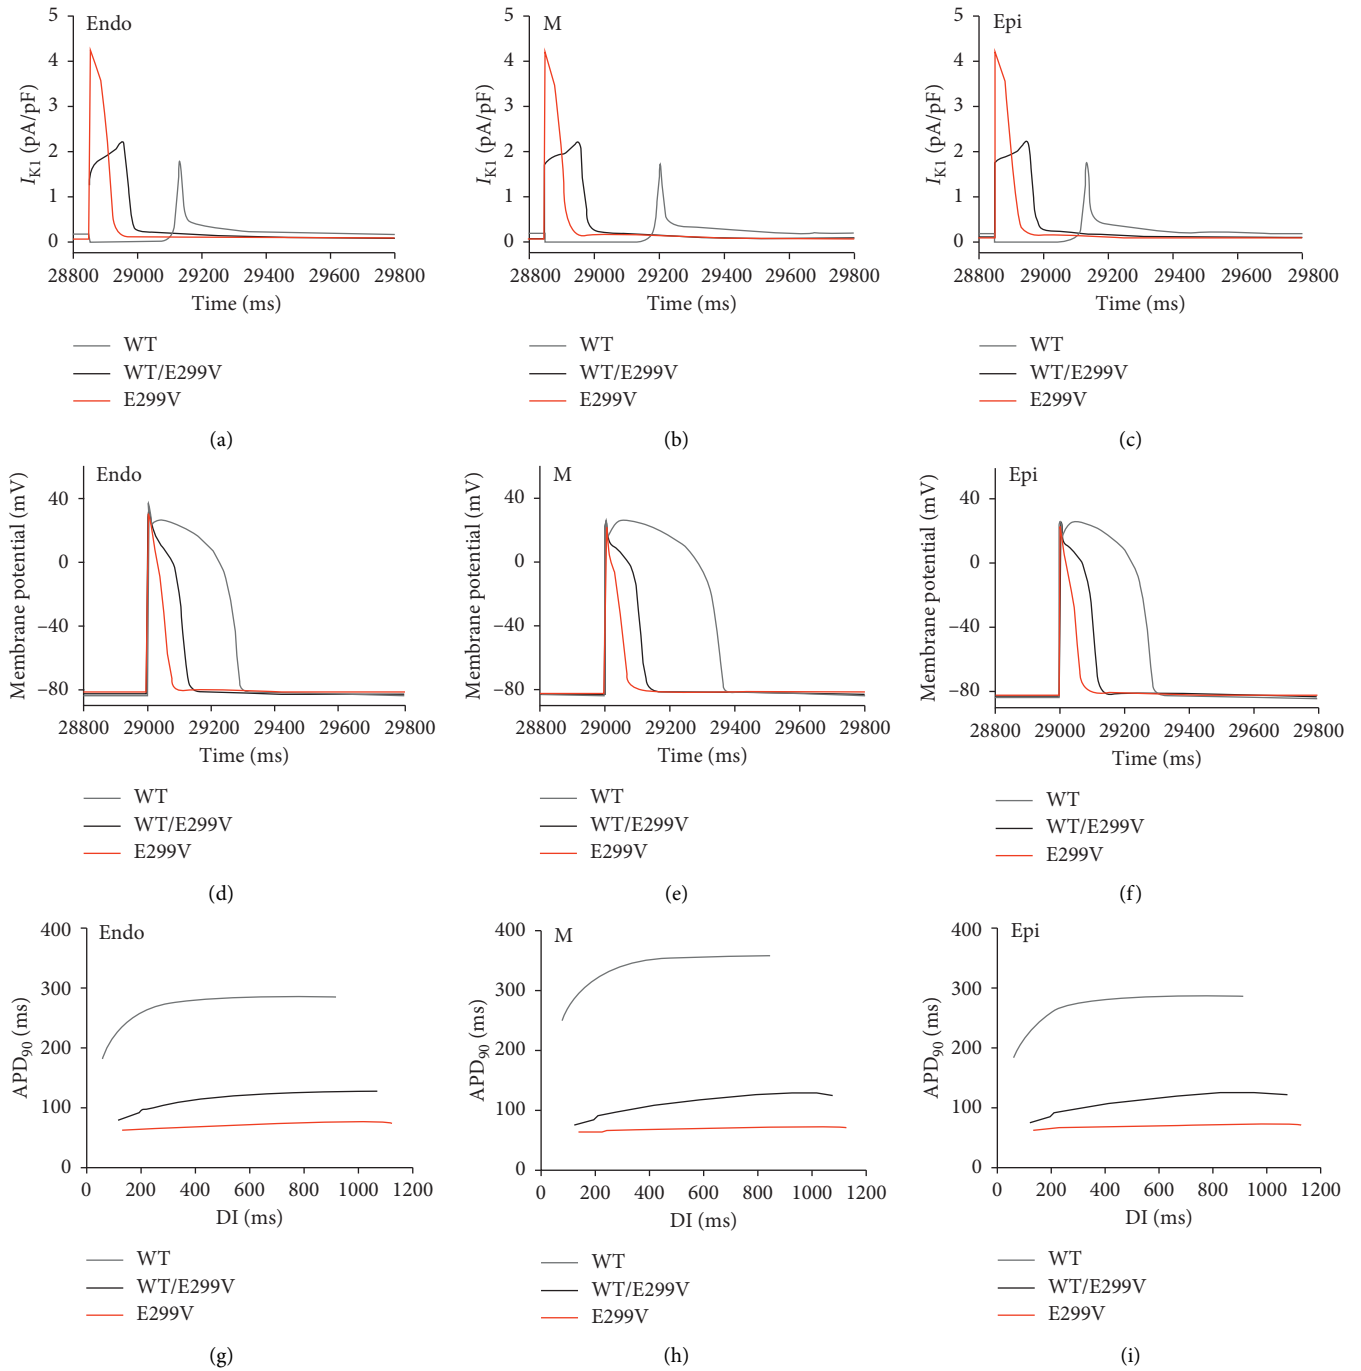 Endo
5
4
3
2
1
0
I_K1 (pA/pF)
28800 29000 29200 29400 29600 29800
Time (ms)
WT
WT/E299V
E299V
(a)
M
5
4
3
2
1
0
I_K1 (pA/pF)
28800 29000 29200 29400 29600 29800
Time (ms)
WT
WT/E299V
E299V
(b)
Epi
5
4
3
2
1
0
I_K1 (pA/pF)
28800 29000 29200 29400 29600 29800
Time (ms)
WT
WT/E299V
E299V
(c)
Endo
40
0
−40
−80
Membrane potential (mV)
28800 29000 29200 29400 29600 29800
Time (ms)
WT
WT/E299V
E299V
(d)
M
40
0
−40
−80
Membrane potential (mV)
28800 29000 29200 29400 29600 29800
Time (ms)
WT
WT/E299V
E299V
(e)
Epi
40
0
−40
−80
Membrane potential (mV)
28800 29000 29200 29400 29600 29800
Time (ms)
WT
WT/E299V
E299V
(f)
Endo
400
300
200
100
0
APD90 (ms)
0 200 400 600 800 1000 1200
DI (ms)
WT
WT/E299V
E299V
(g)
M
400
300
200
100
0
APD90 (ms)
0 200 400 600 800 1000 1200
DI (ms)
WT
WT/E299V
E299V
(h)
Epi
400
300
200
100
0
APD90 (ms)
0 200 400 600 800 1000 1200
DI (ms)
WT
WT/E299V
E299V
(i)